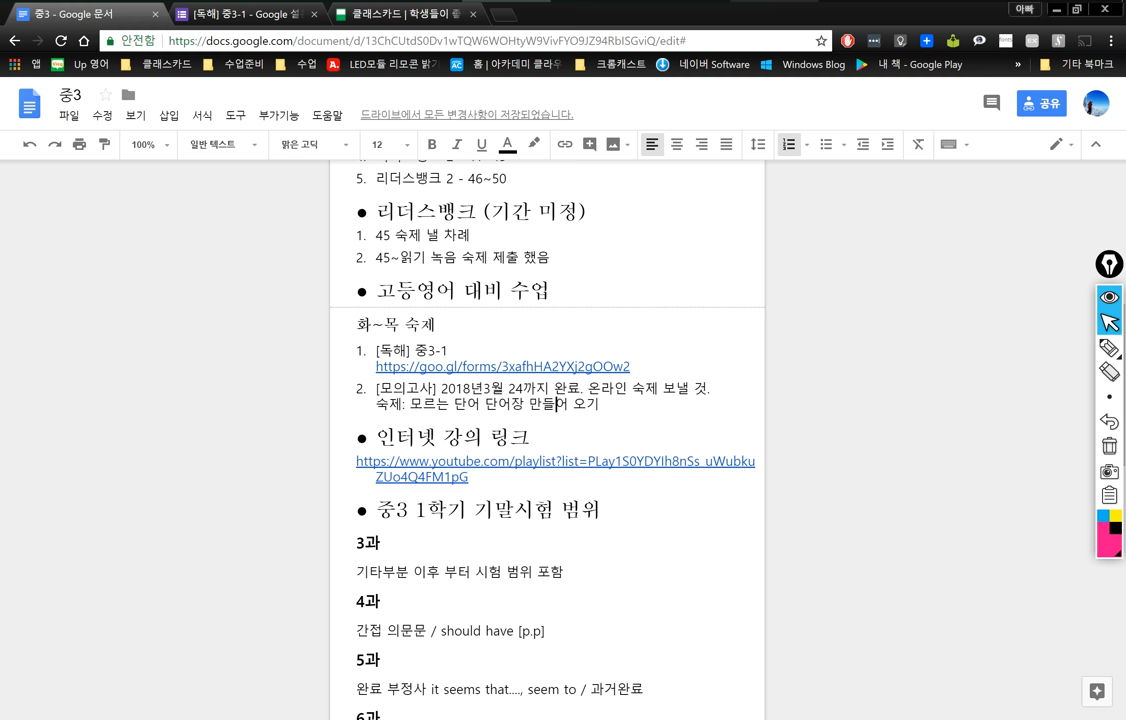 중3 - Google 문서
[독해] 중3-1 - Google 설
클래스카드 | 학생들이 좋
아빠
안전함
https://docs.google.com/document/d/13ChCUtdS0Dv1wTQW6WOHtyW9VivFYO9JZ94RbISGviQ/edit#
앱
Up 영어
클래스카드
수업준비
수업
LED모듈 리모콘 밝기
홈 | 아카데미 클라우
크롬캐스트
네이버 Software
Windows Blog
내 책 - Google Play
»
기타 북마크
중3
파일 수정 보기 삽입 서식 도구 부가기능 도움말
드라이브에서 모든 변경사항이 저장되었습니다.
공유
100%
일반 텍스트
맑은 고딕
12
5. 리더스뱅크 2 - 46~50
● 리더스뱅크 (기간 미정)
1. 45 숙제 낼 차례
2. 45~읽기 녹음 숙제 제출 했음
● 고등영어 대비 수업
화~목 숙제
1. [독해] 중3-1
https://goo.gl/forms/3xafhHA2YXj2gOOw2
2. [모의고사] 2018년3월 24까지 완료. 온라인 숙제 보낼 것.
숙제: 모르는 단어 단어장 만들어 오기
● 인터넷 강의 링크
https://www.youtube.com/playlist?list=PLay1S0YDYIh8nSs_uWubku
ZUo4Q4FM1pG
● 중3 1학기 기말시험 범위
3과
기타부분 이후 부터 시험 범위 포함
4과
간접 의문문 / should have [p.p]
5과
완료 부정사 it seems that...., seem to / 과거완료
6과